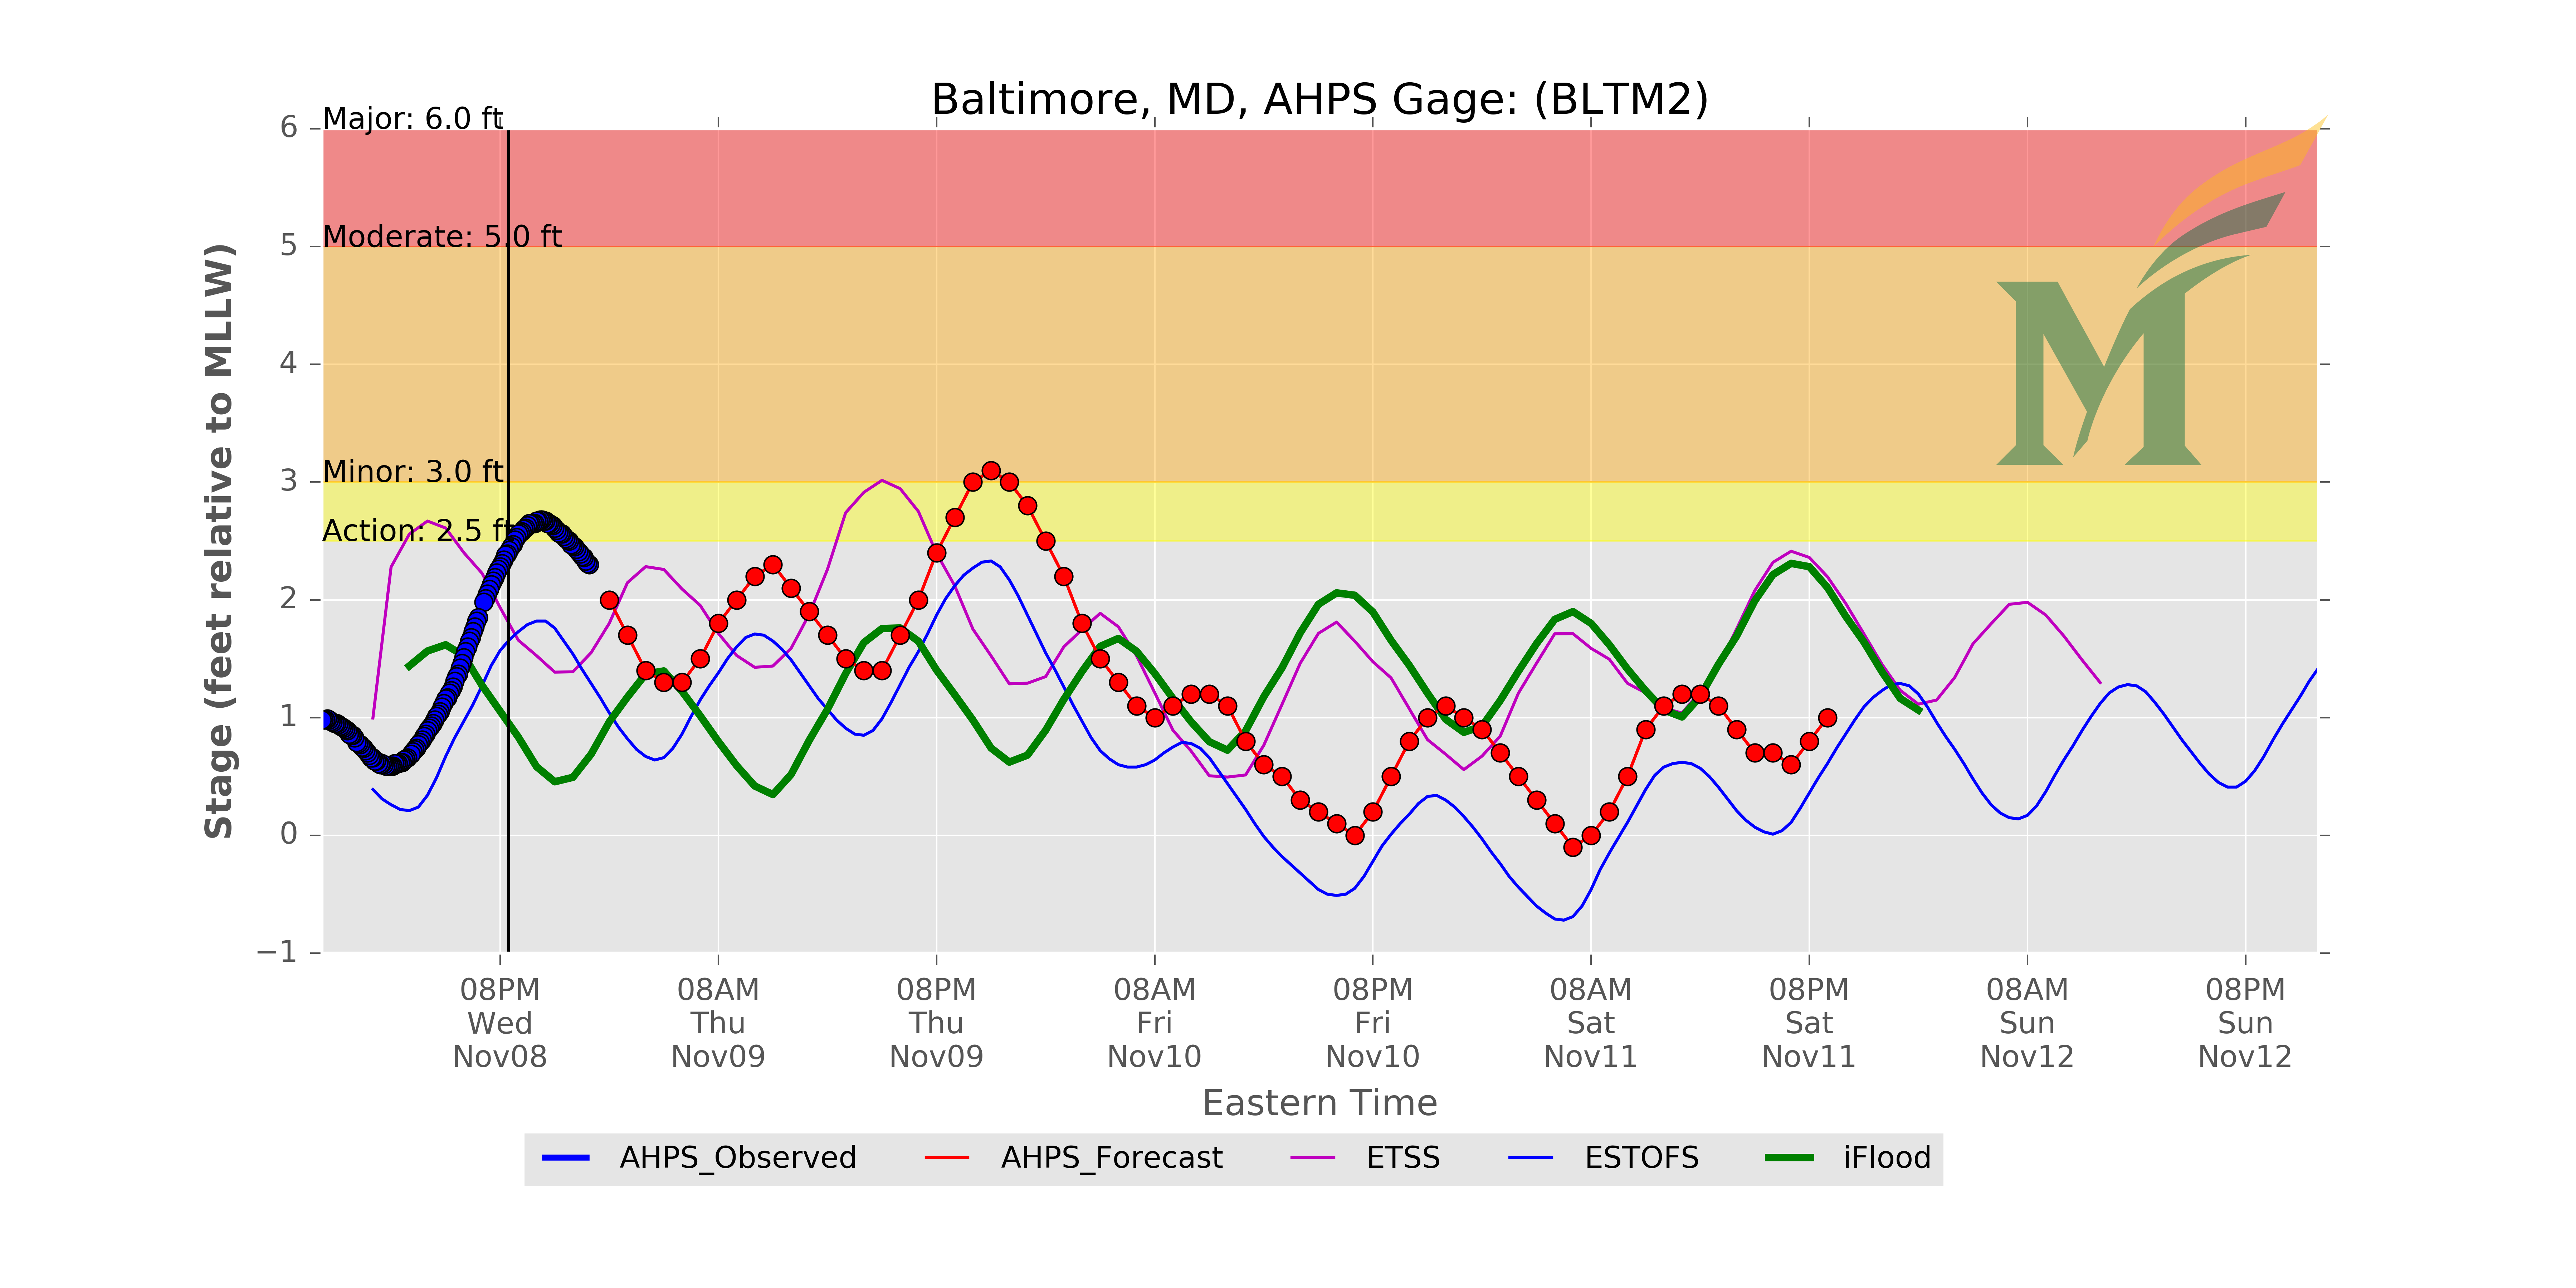 Baltimore, MD, AHPS Gage: (BLTM2)
Major: 6.0 ft
Moderate: 5.0 ft
Minor: 3.0 ft
Action: 2.5 ft
6
5
4
3
2
1
0
−1
Stage (feet relative to MLLW)
08PM 08AM 08PM 08AM 08PM 08AM 08PM 08AM 08PM
Wed Thu Thu Fri Fri Sat Sat Sun Sun
Nov08 Nov09 Nov09 Nov10 Nov10 Nov11 Nov11 Nov12 Nov12
Eastern Time
AHPS_Observed AHPS_Forecast ETSS ESTOFS iFlood
M